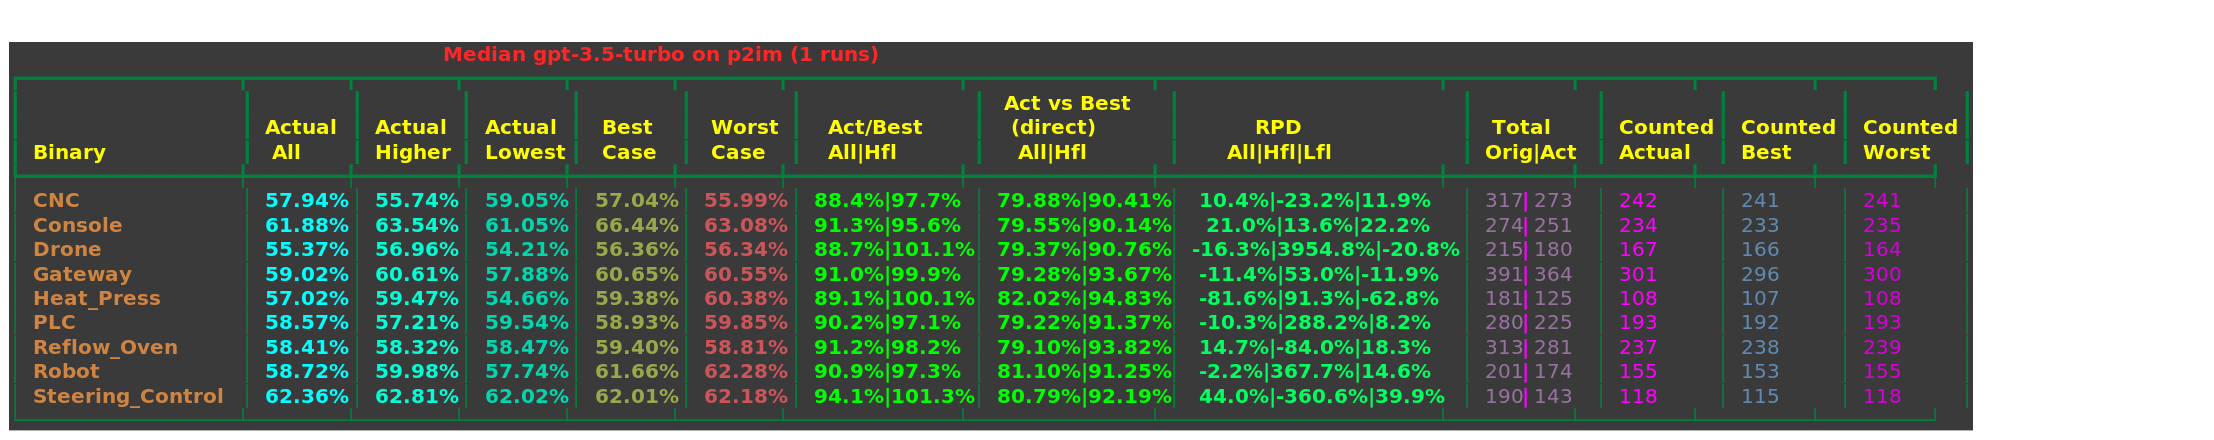 Median gpt-3.5-turbo on p2im (1 runs)
Act vs Best
Actual Actual Actual Best Worst Act/Best (direct) RPD Total Counted Counted Counted
Binary All Higher Lowest Case Case All|Hfl All|Hfl All|Hfl|Lfl Orig|Act Actual Best Worst
CNC 57.94% 55.74% 59.05% 57.04% 55.99% 88.4%|97.7% 79.88%|90.41% 10.4%|-23.2%|11.9% 317|273 242 241 241
Console 61.88% 63.54% 61.05% 66.44% 63.08% 91.3%|95.6% 79.55%|90.14% 21.0%|13.6%|22.2% 274|251 234 233 235
Drone 55.37% 56.96% 54.21% 56.36% 56.34% 88.7%|101.1% 79.37%|90.76% -16.3%|3954.8%|-20.8% 215|180 167 166 164
Gateway 59.02% 60.61% 57.88% 60.65% 60.55% 91.0%|99.9% 79.28%|93.67% -11.4%|53.0%|-11.9% 391|364 301 296 300
Heat_Press 57.02% 59.47% 54.66% 59.38% 60.38% 89.1%|100.1% 82.02%|94.83% -81.6%|91.3%|-62.8% 181|125 108 107 108
PLC 58.57% 57.21% 59.54% 58.93% 59.85% 90.2%|97.1% 79.22%|91.37% -10.3%|288.2%|8.2% 280|225 193 192 193
Reflow_Oven 58.41% 58.32% 58.47% 59.40% 58.81% 91.2%|98.2% 79.10%|93.82% 14.7%|-84.0%|18.3% 313|281 237 238 239
Robot 58.72% 59.98% 57.74% 61.66% 62.28% 90.9%|97.3% 81.10%|91.25% -2.2%|367.7%|14.6% 201|174 155 153 155
Steering_Control 62.36% 62.81% 62.02% 62.01% 62.18% 94.1%|101.3% 80.79%|92.19% 44.0%|-360.6%|39.9% 190|143 118 115 118